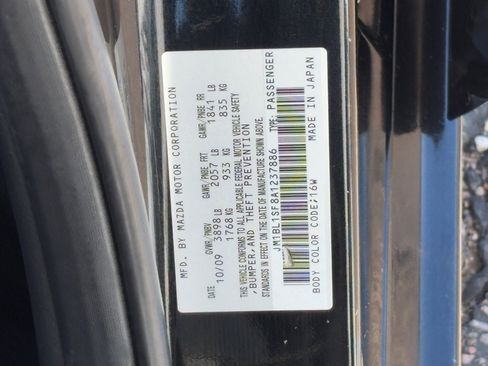 MFD. BY MAZDA MOTOR CORPORATION
DATE GVWR/PNBV GAWR/PNBE FRT GAWR/PNBE RR
10/09 3898 LB 2057 LB 1841 LB
1768 KG 933 KG 835 KG
THIS VEHICLE CONFORMS TO ALL APPLICABLE FEDERAL MOTOR VEHICLE SAFETY
,BUMPER,AND THEFT PREVENTION
STANDARDS IN EFFECT ON THE DATE OF MANUFACTURE SHOWN ABOVE.
JM1BL1SF8A1237886 TYPE: PASSENGER
BODY COLOR CODE;16W MADE IN JAPAN